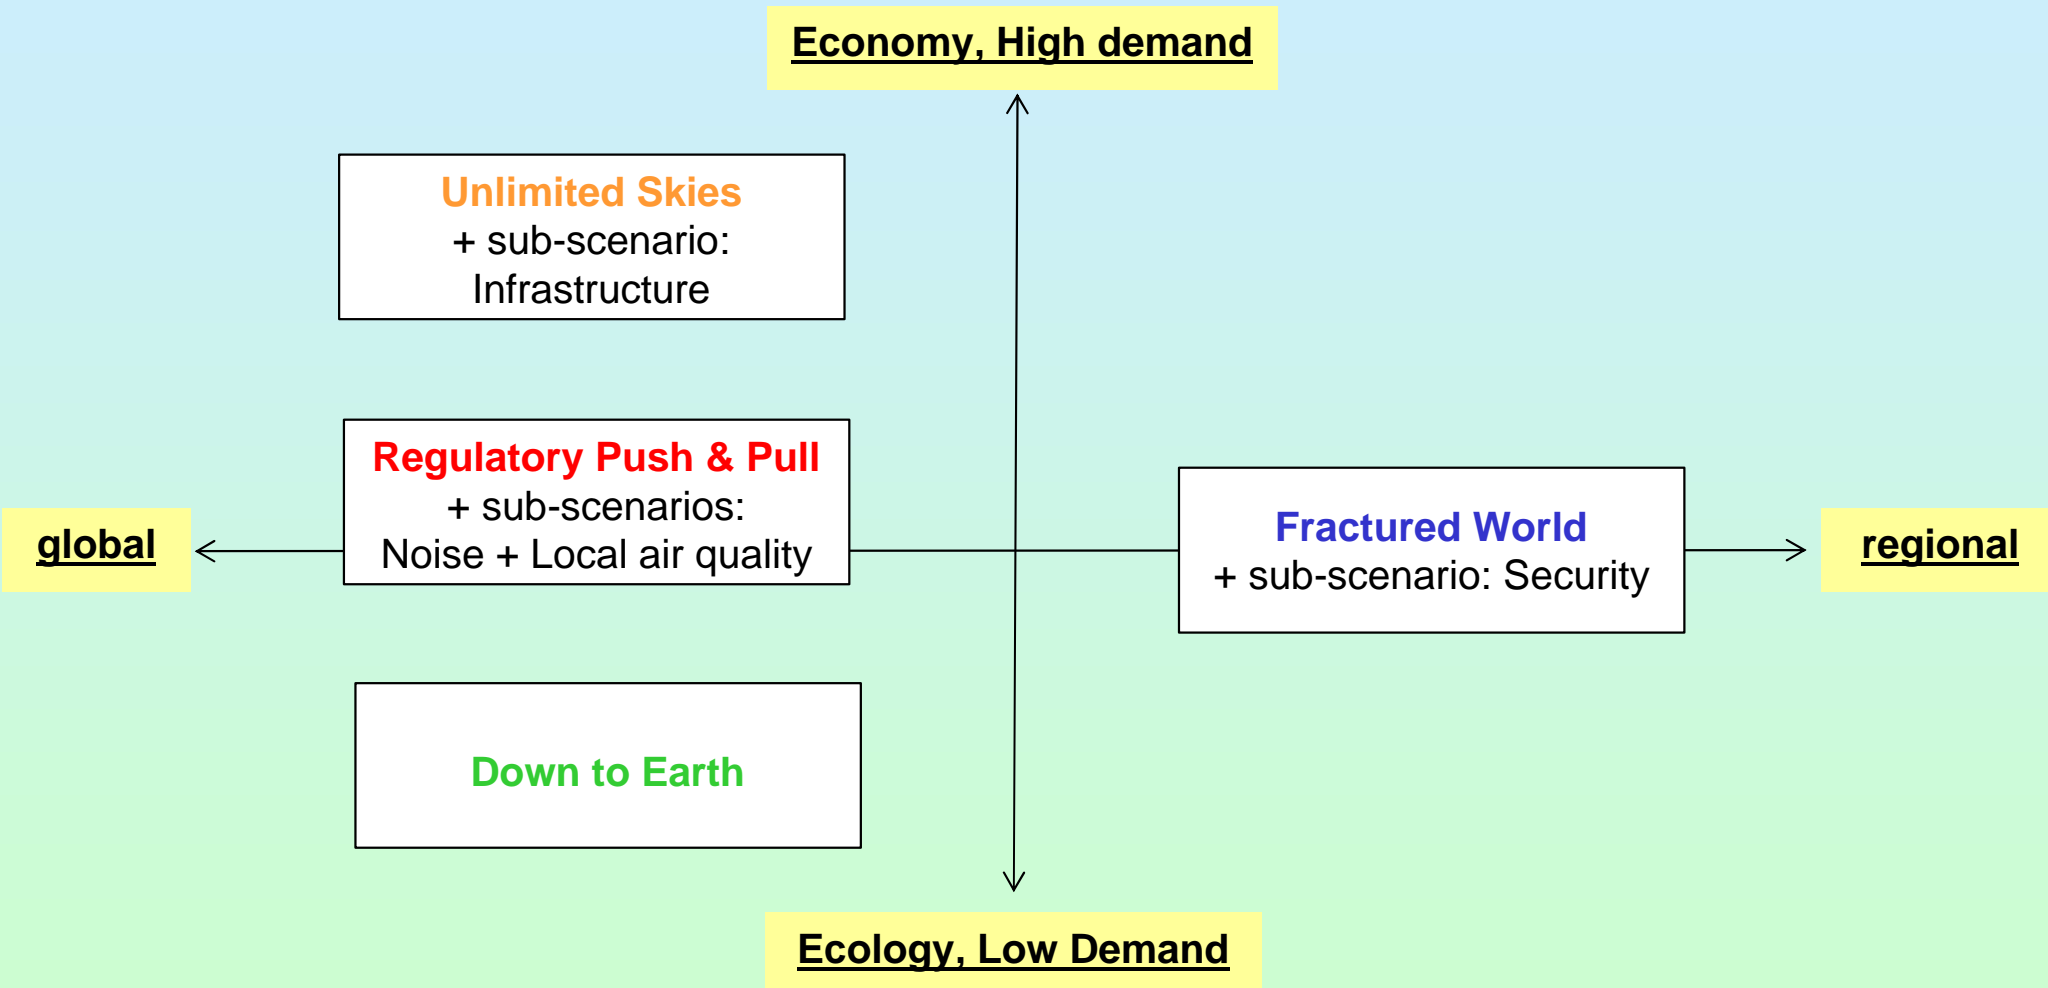 Economy, High demand
Unlimited Skies
+ sub-scenario:
Infrastructure
Regulatory Push & Pull
+ sub-scenarios:
Noise + Local air quality
global
Fractured World
+ sub-scenario: Security
regional
Down to Earth
Ecology, Low Demand